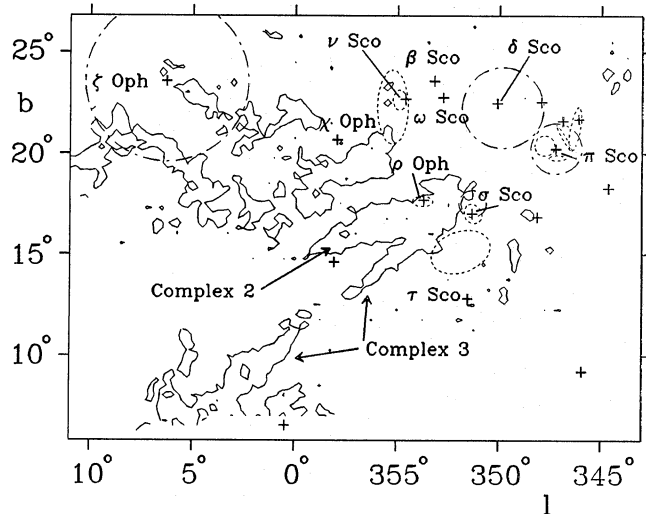 25°
ν Sco
β Sco
δ Sco
ζ Oph
b
χ Oph
ω Sco
20°
π Sco
ρ Oph
σ Sco
15°
Complex 2
τ Sco
10°
Complex 3
10° 5° 0° 355° 350° 345°
l